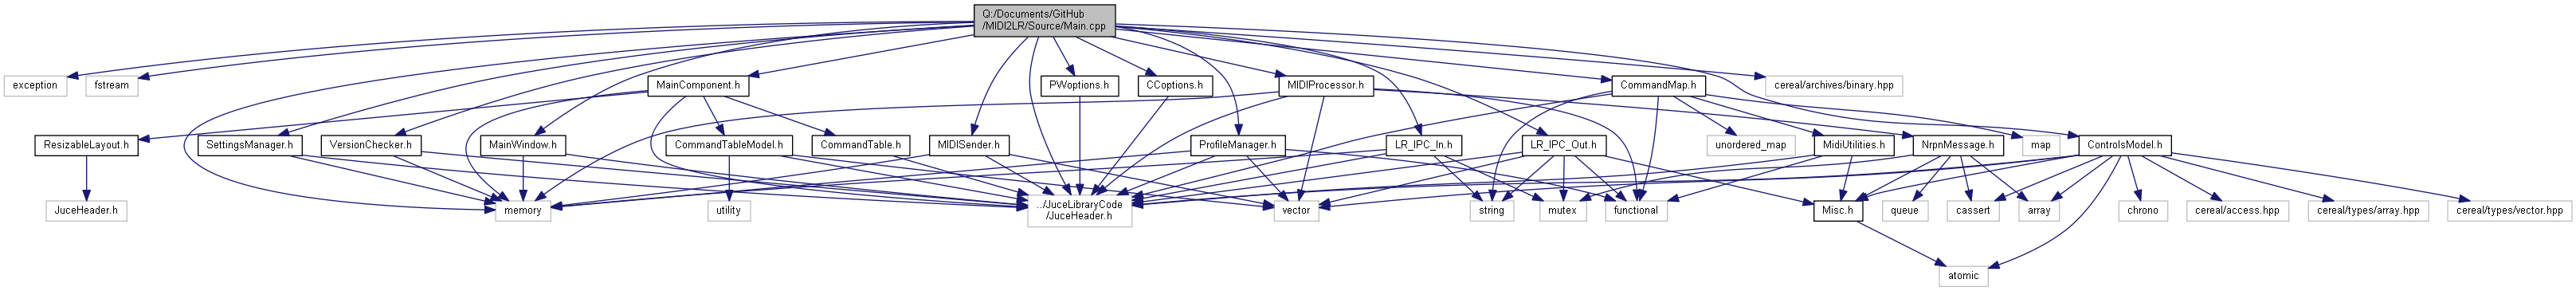 Q:/Documents/GitHub
/MIDI2LR/Source/Main.cpp
exception
fstream
MainComponent.h
PWoptions.h
CCoptions.h
MIDIProcessor.h
CommandMap.h
cereal/archives/binary.hpp
ResizableLayout.h
SettingsManager.h
VersionChecker.h
MainWindow.h
CommandTableModel.h
CommandTable.h
MIDISender.h
ProfileManager.h
LR_IPC_In.h
LR_IPC_Out.h
unordered_map
MidiUtilities.h
NrpnMessage.h
map
ControlsModel.h
JuceHeader.h
memory
utility
../JuceLibraryCode
/JuceHeader.h
vector
string
mutex
functional
Misc.h
queue
cassert
array
chrono
cereal/access.hpp
cereal/types/array.hpp
cereal/types/vector.hpp
atomic